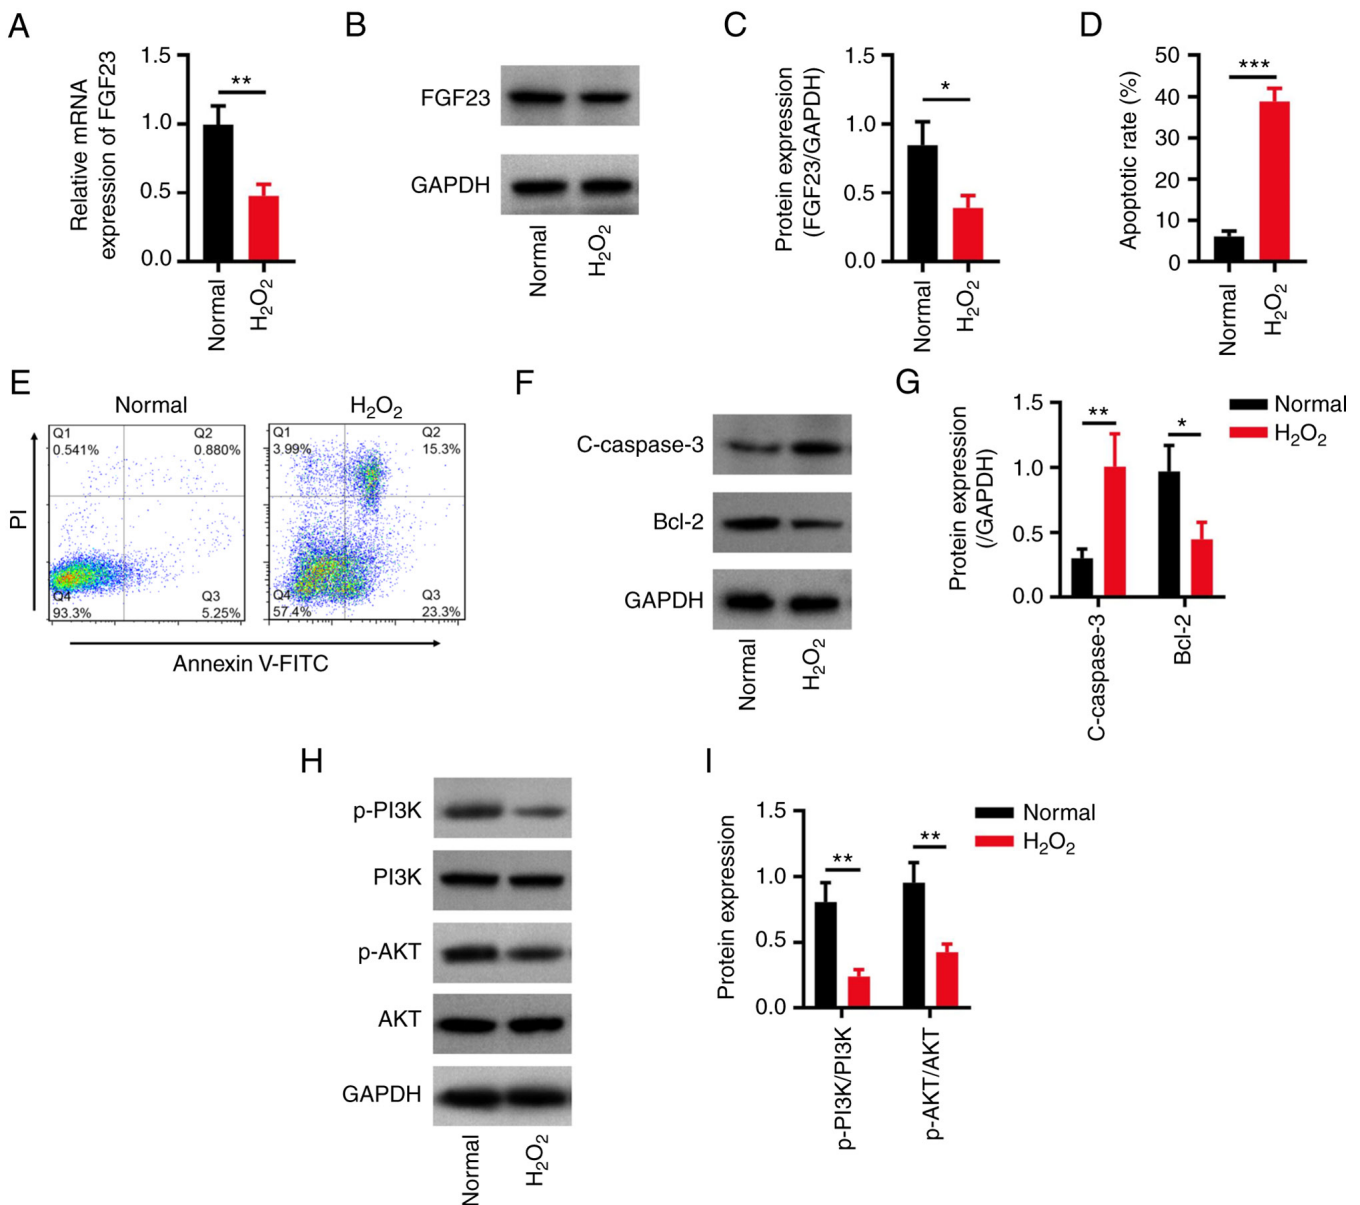 A
Relative mRNA
expression of FGF23
1.5
1.0
0.5
0.0
**
Normal
H₂O₂
B
FGF23
GAPDH
Normal
H₂O₂
C
Protein expression
(FGF23/GAPDH)
1.5
1.0
0.5
0.0
*
Normal
H₂O₂
D
Apoptotic rate (%)
50
40
30
20
10
0
***
Normal
H₂O₂
E
Normal
H₂O₂
PI
Q1
0.541%
Q2
0.880%
Q4
93.3%
Q3
5.25%
Q1
3.99%
Q2
15.3%
Q4
57.4%
Q3
23.3%
Annexin V-FITC
F
C-caspase-3
Bcl-2
GAPDH
Normal
H₂O₂
G
Protein expression
(/GAPDH)
1.5
1.0
0.5
0.0
**
*
Normal
H₂O₂
C-caspase-3
Bcl-2
H
p-PI3K
PI3K
p-AKT
AKT
GAPDH
Normal
H₂O₂
I
Protein expression
1.5
1.0
0.5
0.0
**
**
Normal
H₂O₂
p-PI3K/PI3K
p-AKT/AKT